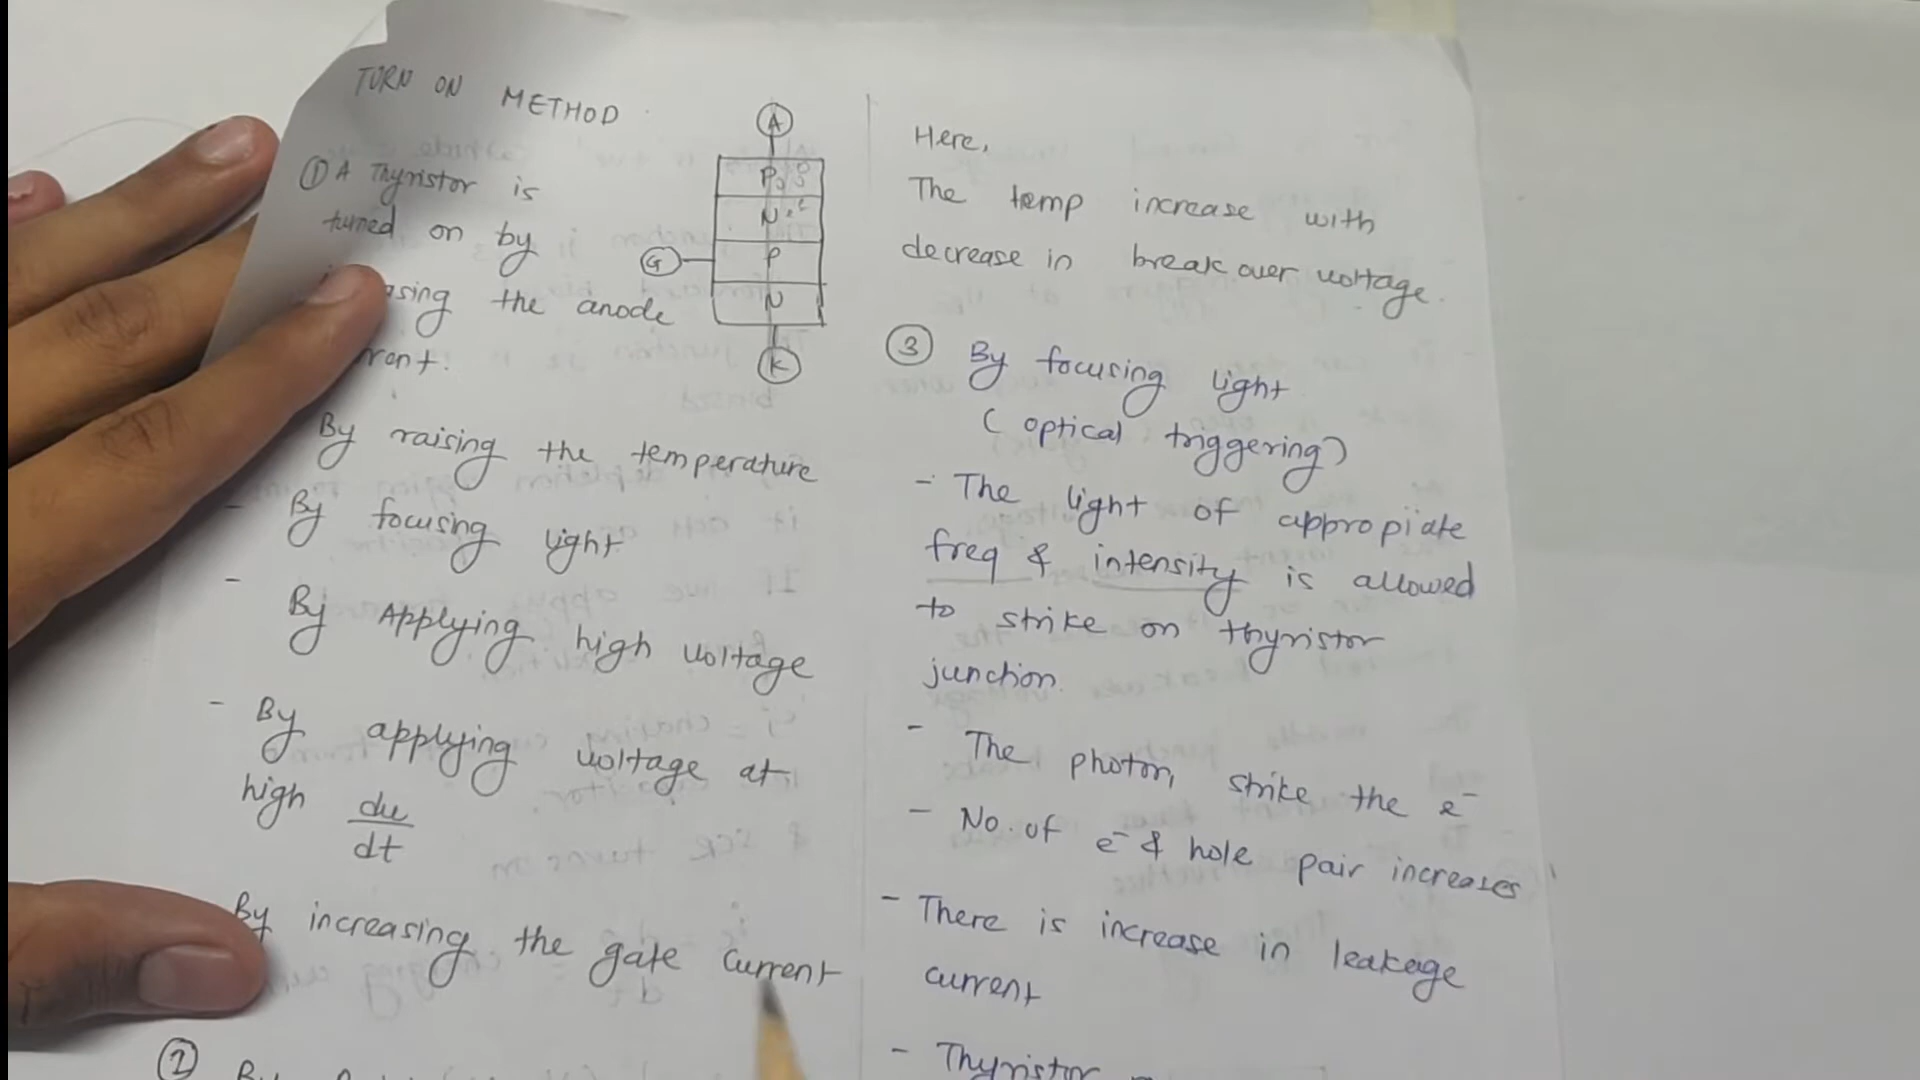 TURN ON METHOD
① A Thyristor is
turned on by
asing the anode
rrent.
By raising the temperature
- By focusing light
- By Applying high voltage
- By applying voltage at
high dv/dt
By increasing the gate current
②
By
A
P
N
P
N
G
K
Here,
The temp increase with
decrease in break over voltage.
③ By focusing light
(optical triggering)
- The light of appropiate
freq & intensity is allowed
to strike on thyristor
junction.
- The photon, strike the e⁻
- No. of e⁻ & hole pair increases
- There is increase in leakage
current
- Thyristor